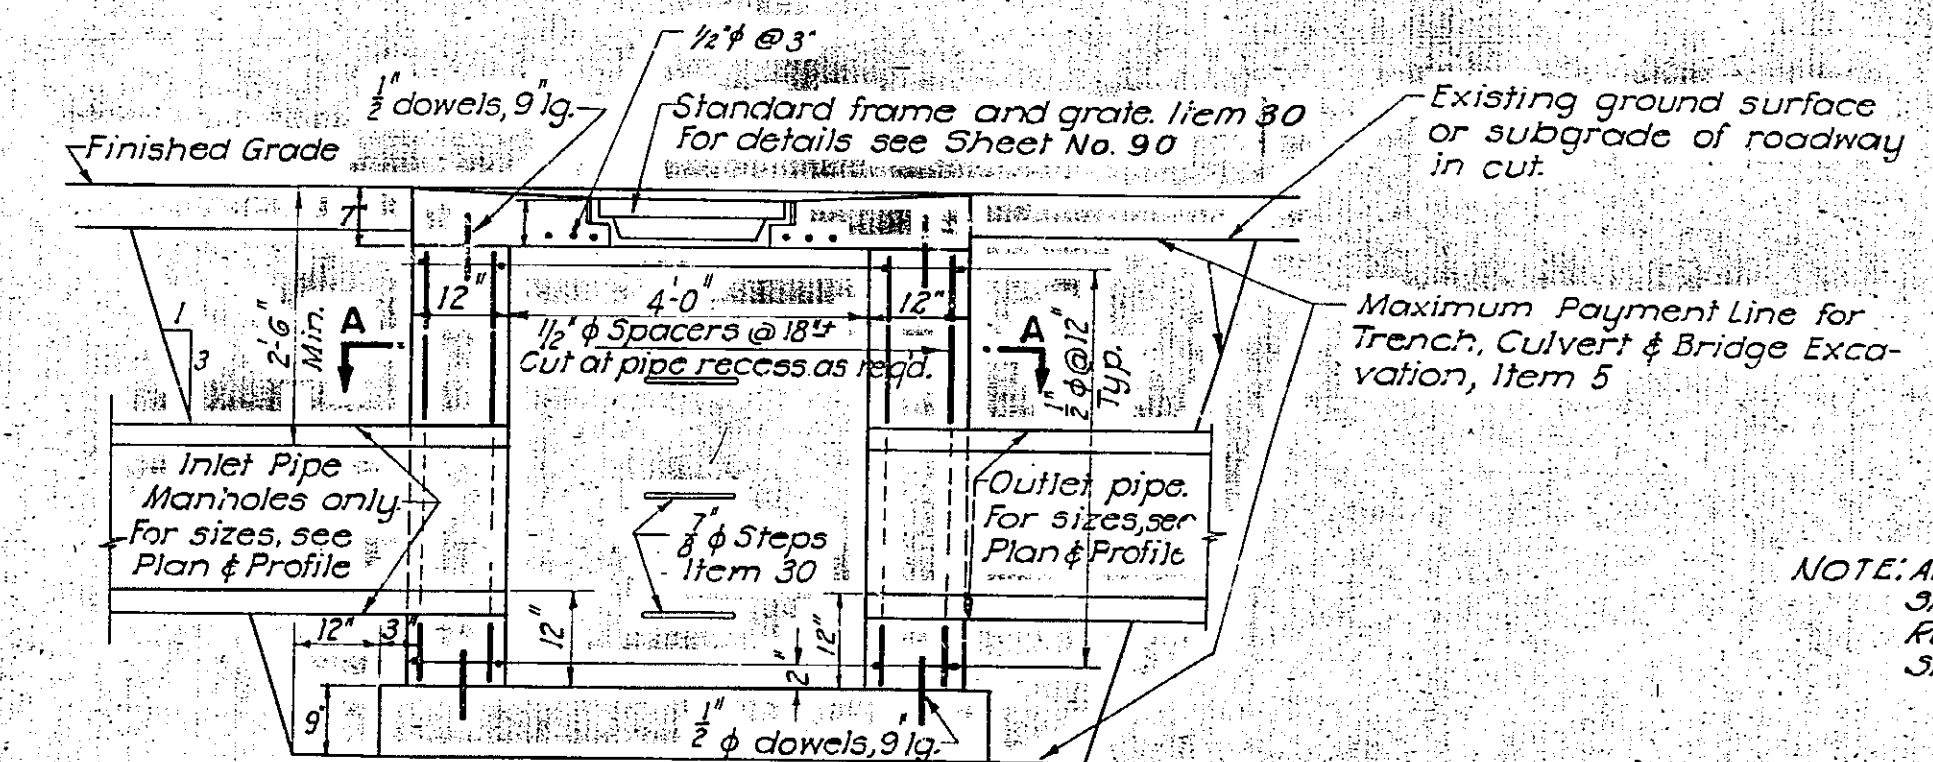 1/2"φ @ 3"
1/2" dowels, 9" lg.
Standard frame and grate. Item 30
For details see Sheet No. 90
Existing ground surface
or subgrade of roadway
in cut.
Finished Grade
7"
12"
4'-0"
12"
1/2" φ Spacers @ 18"±
Cut at pipe recess as req'd.
2'-6"
Min.
1
3
A
A
1/2" φ @ 12"
Typ.
Maximum Payment Line for
Trench, Culvert & Bridge Exca-
vation, Item 5
Inlet Pipe
Manholes only.
For sizes, see
Plan & Profile
Outlet pipe.
For sizes, see
Plan & Profile
7/8" φ Steps
Item 30
12"
3"
12"
12"
2"
9"
1/2" φ dowels, 9" lg.
NOTE: